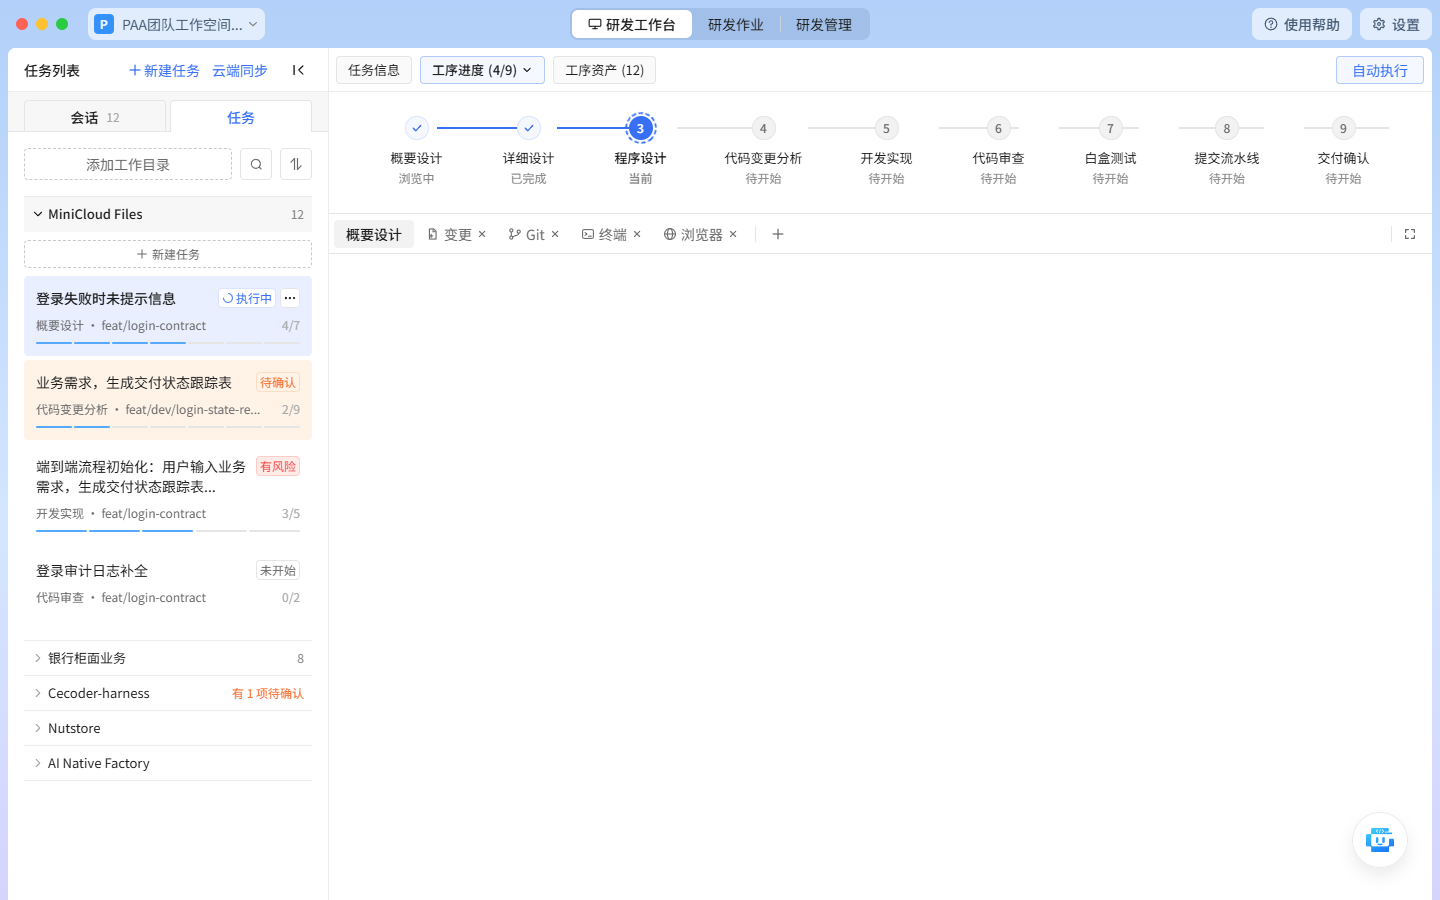 P PAA团队工作空间...
研发工作台 研发作业 研发管理
使用帮助 设置
任务列表 新建任务 云端同步
任务信息 工序进度 (4/9) 工序资产 (12) 自动执行
会话 12 任务
添加工作目录
MiniCloud Files 12
新建任务
登录失败时未提示信息 执行中 ...
概要设计 • feat/login-contract 4/7
业务需求，生成交付状态跟踪表 待确认
代码变更分析 • feat/dev/login-state-re... 2/9
端到端流程初始化：用户输入业务 有风险
需求，生成交付状态跟踪表...
开发实现 • feat/login-contract 3/5
登录审计日志补全 未开始
代码审查 • feat/login-contract 0/2
银行柜面业务 8
Cecoder-harness 有 1 项待确认
Nutstore
AI Native Factory
3 4 5 6 7 8 9
概要设计 详细设计 程序设计 代码变更分析 开发实现 代码审查 白盒测试 提交流水线 交付确认
浏览中 已完成 当前 待开始 待开始 待开始 待开始 待开始 待开始
概要设计 变更 Git 终端 浏览器